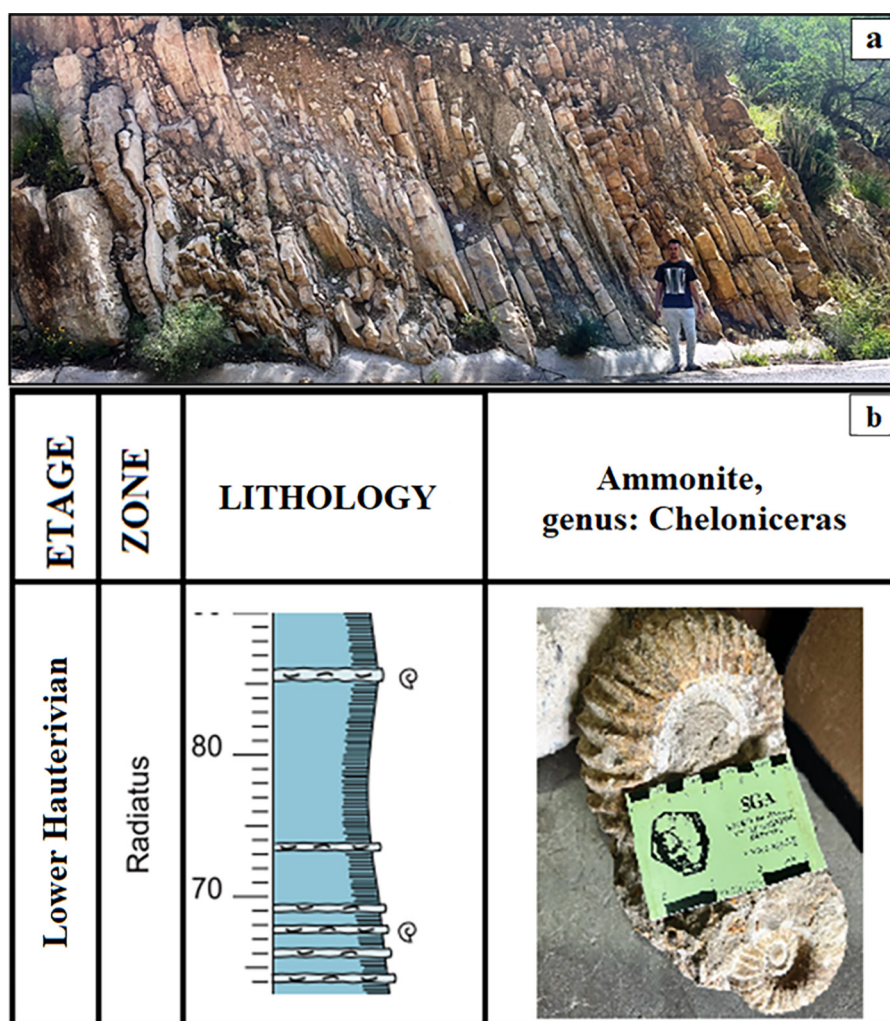 a
b
ETAGE
ZONE
LITHOLOGY
Ammonite,
genus: Cheloniceras
Lower Hauterivian
Radiatus
80
70
SGA